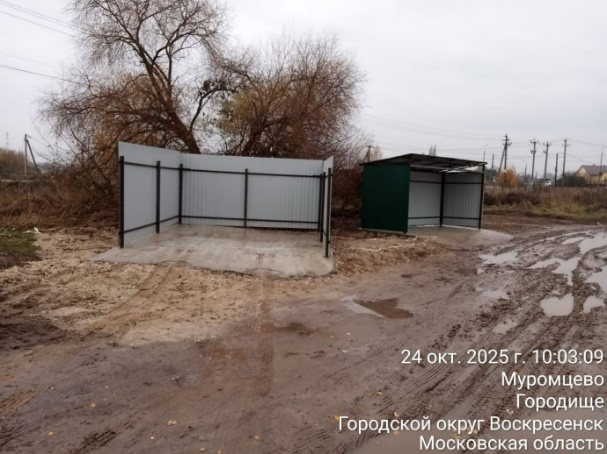 24 окт. 2025 г. 10:03:09
Муромцево
Городище
Городской округ Воскресенск
Московская область